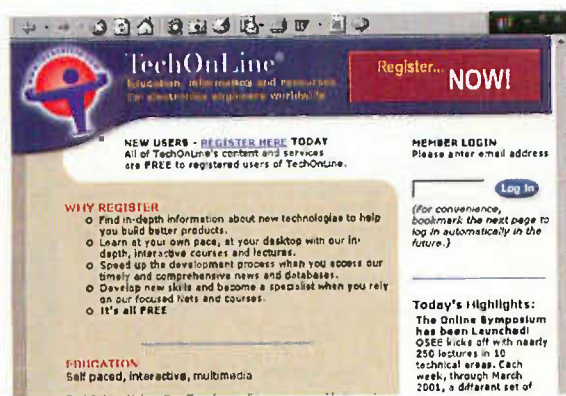 TechOnLine®
Education, information and resources
for electronics engineers worldwide
Register...
NOW!
NEW USERS - REGISTER HERE TODAY
All of TechOnLine's content and services
are FREE to registered users of TechOnLine.
WHY REGISTER
o Find in-depth information about new technologies to help
you build better products.
o Learn at your own pace, at your desktop with our in-
depth, interactive courses and lectures.
o Speed up the development process when you access our
timely and comprehensive news and databases.
o Develop new skills and become a specialist when you rely
on our focused Nets and courses.
o It's all FREE
EDUCATION
Self paced, interactive, multimedia
MEMBER LOGIN
Please enter email address
Log In
(For convenience,
bookmark the next page to
log in automatically in the
future.)
Today's Highlights:
The Online Symposium
has been Launched!
OSEE kicks off with nearly
250 lectures in 10
technical areas. Each
week, through March
2001, a different set of